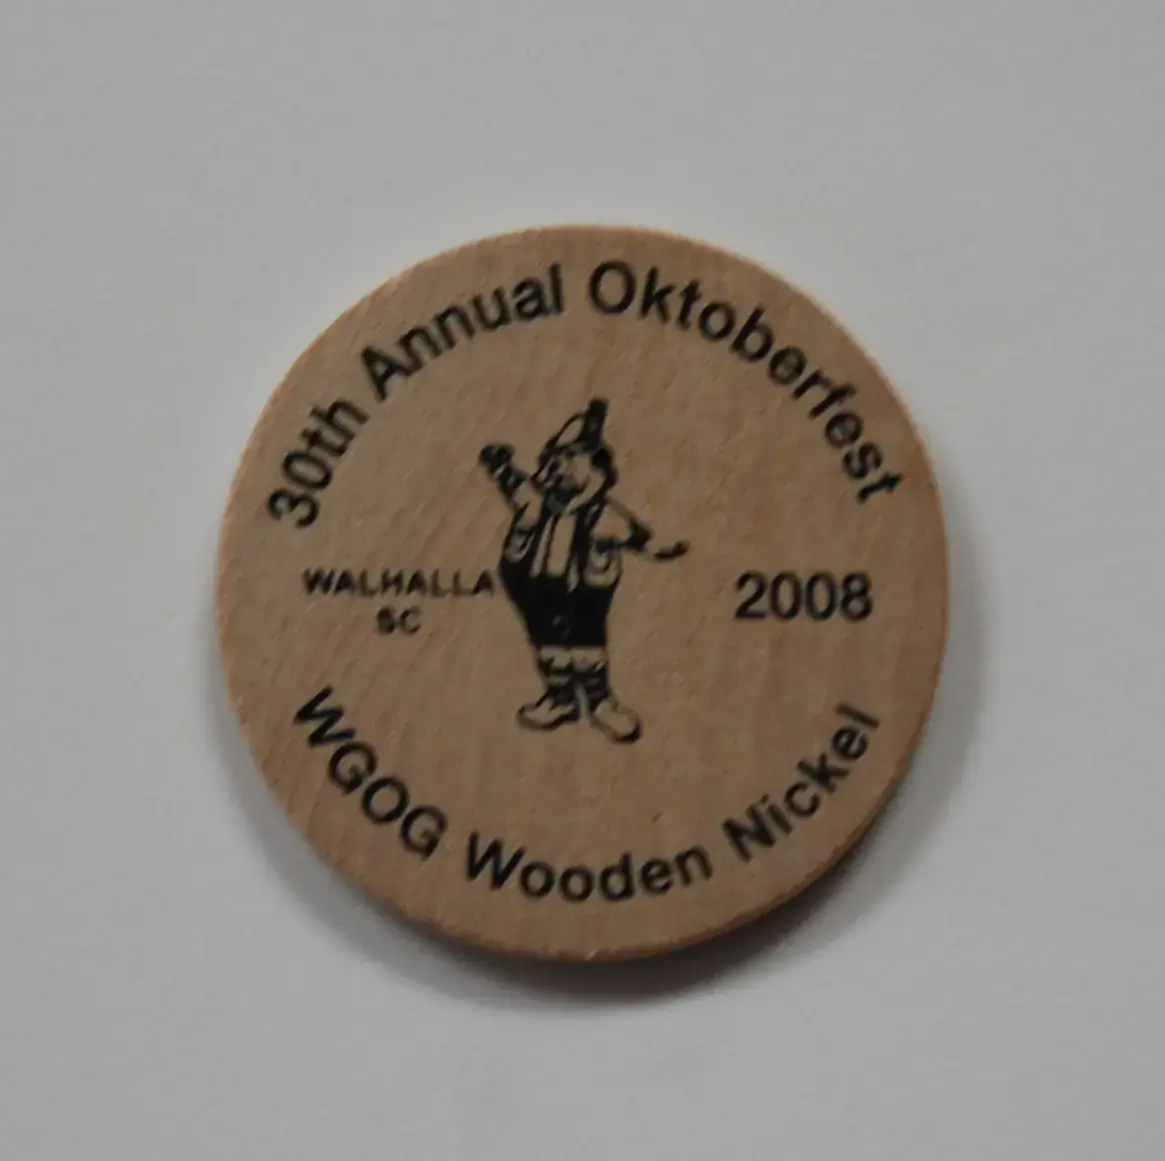 30th Annual Oktoberfest
WALHALLA
SC
2008
WGOG Wooden Nickel